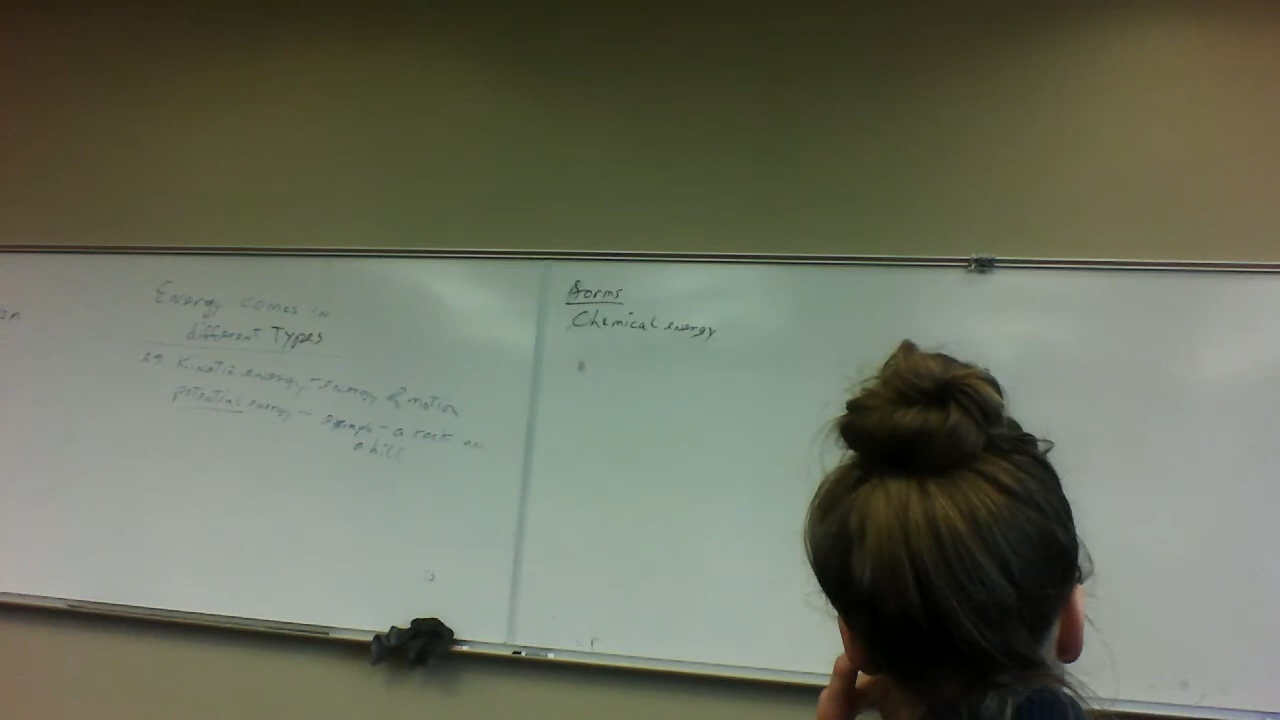 Energy comes in
different Types
eg. Kinetic energy - energy of motion
potential energy - example - a rock on
a hill
Forms
Chemical energy